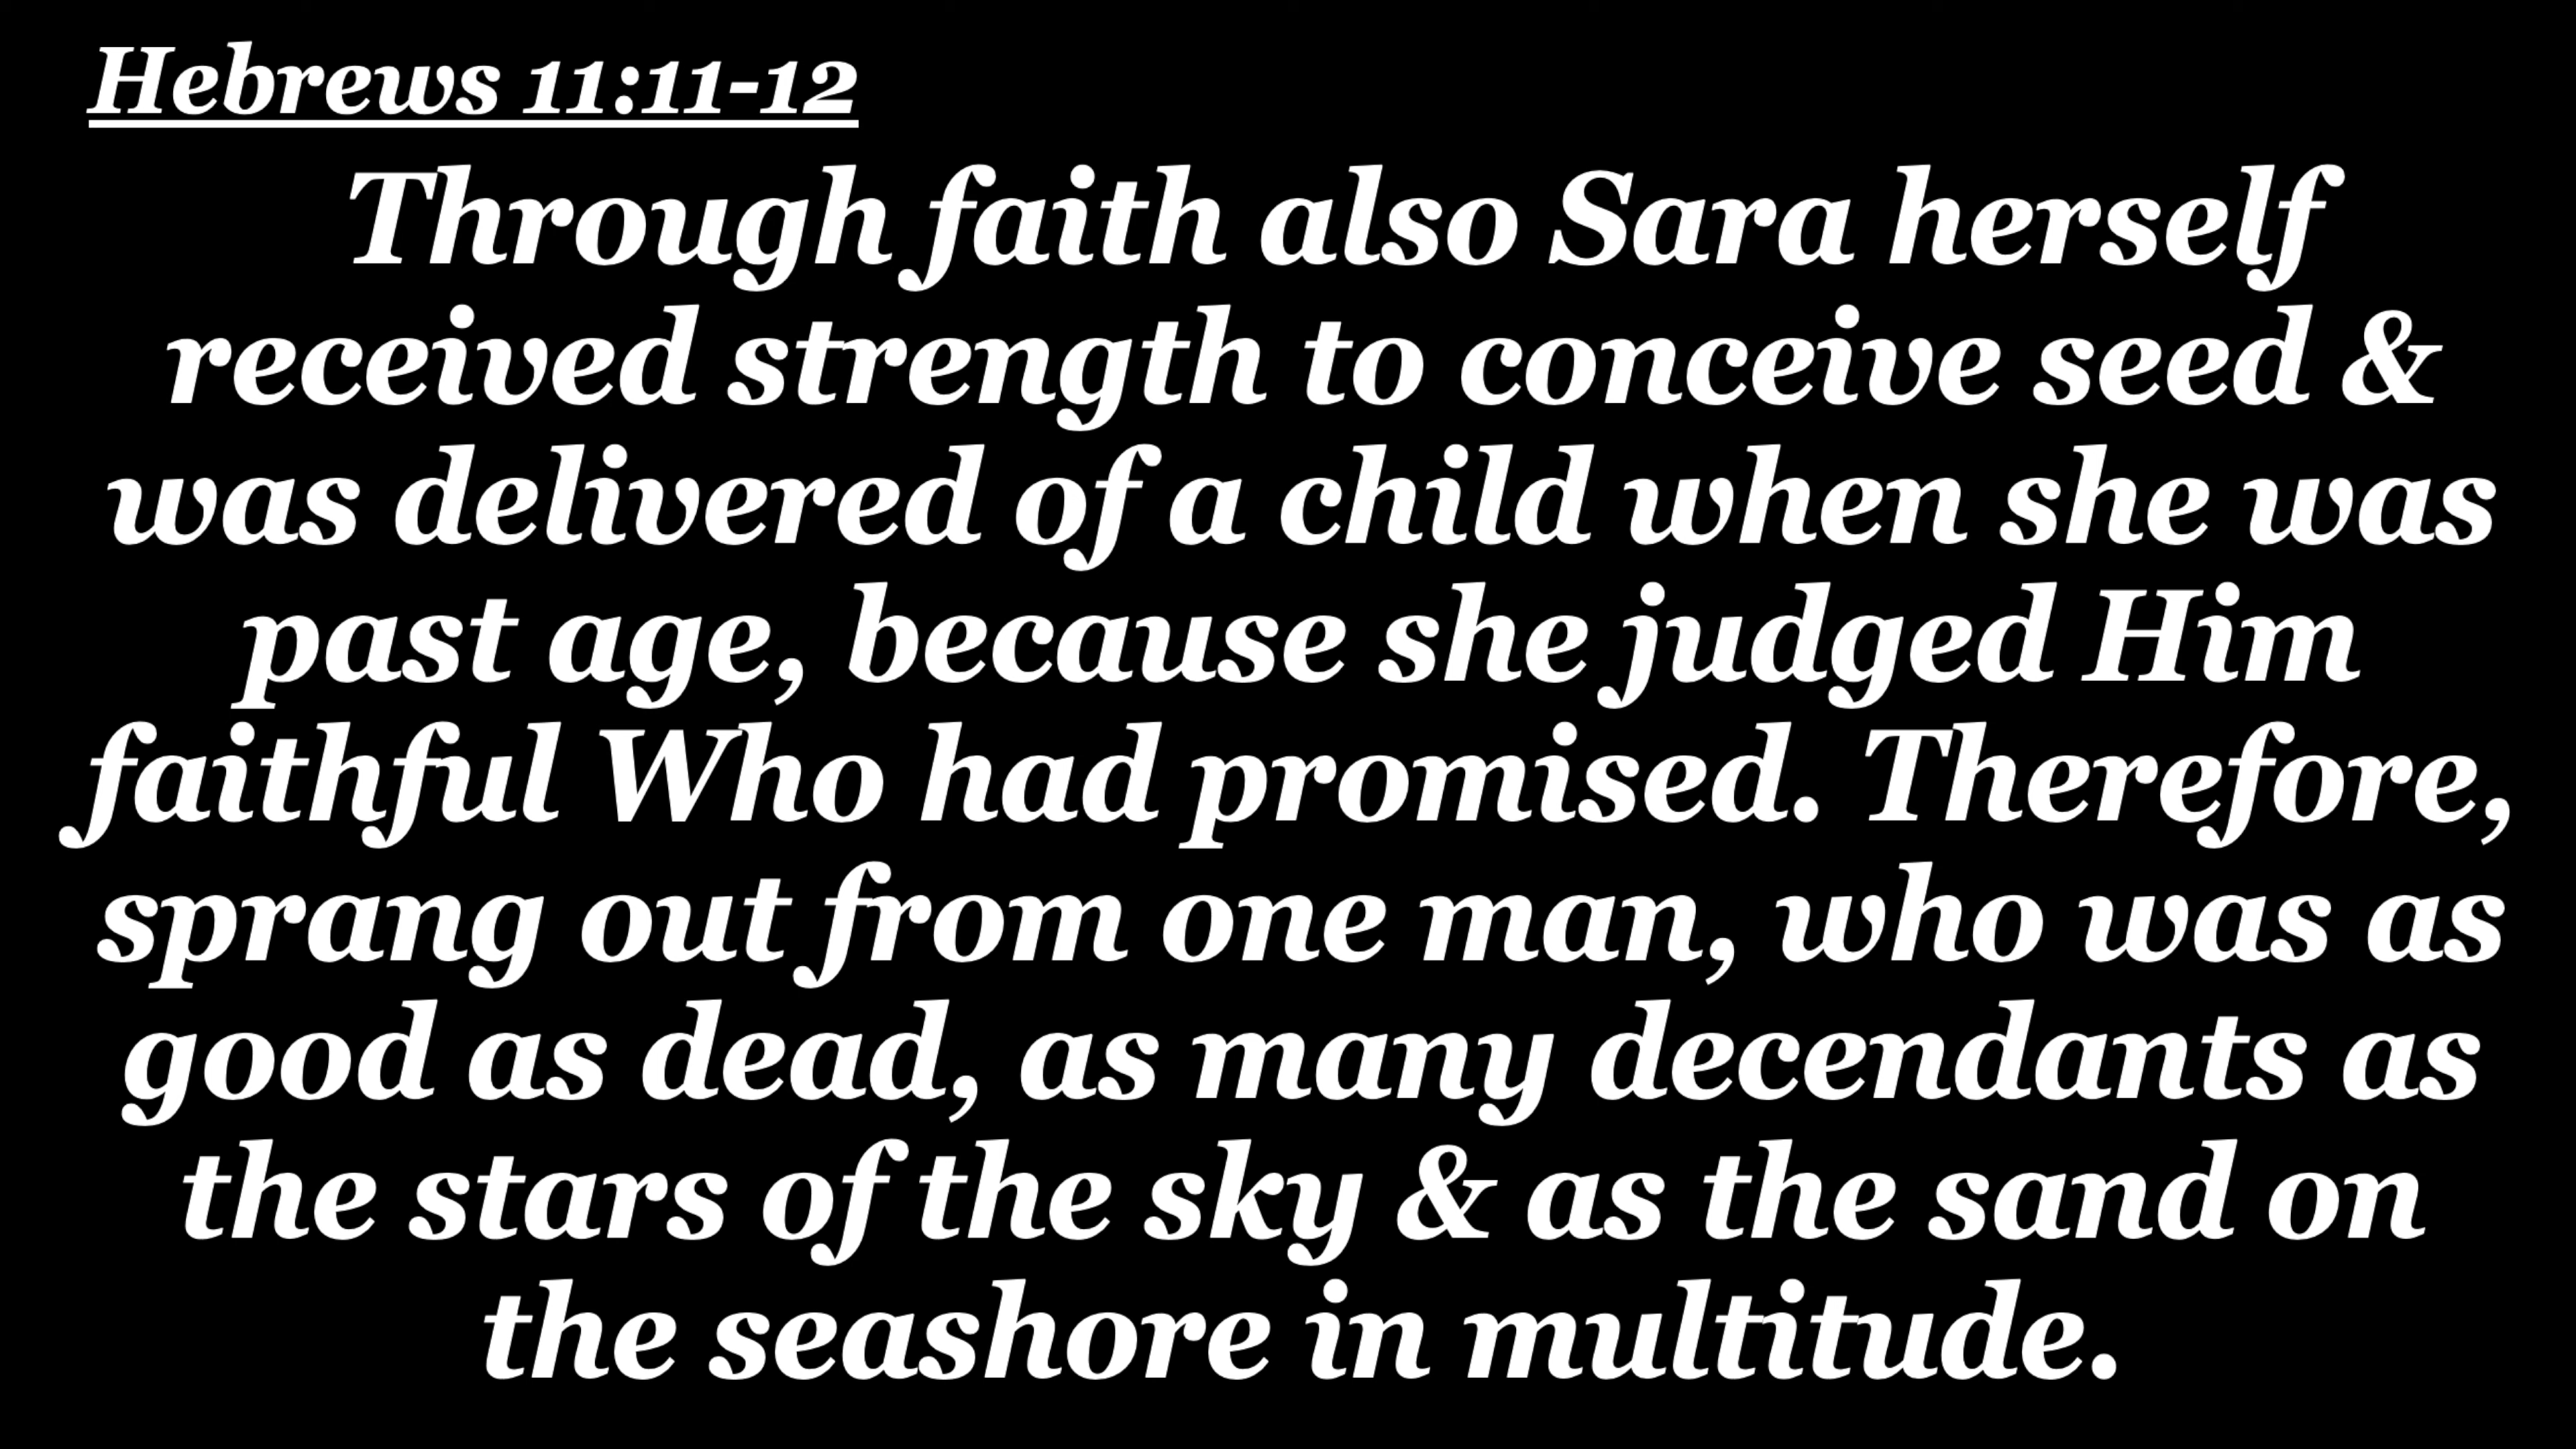 Hebrews 11:11-12
Through faith also Sara herself
received strength to conceive seed &
was delivered of a child when she was
past age, because she judged Him
faithful Who had promised. Therefore,
sprang out from one man, who was as
good as dead, as many decendants as
the stars of the sky & as the sand on
the seashore in multitude.